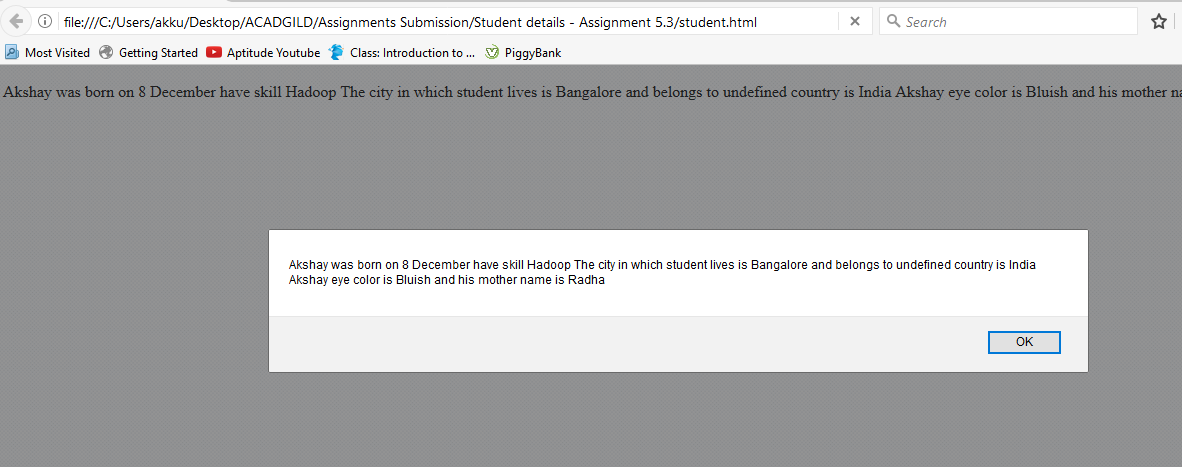 file:///C:/Users/akku/Desktop/ACADGILD/Assignments Submission/Student details - Assignment 5.3/student.html
Search
Most Visited Getting Started Aptitude Youtube Class: Introduction to ... PiggyBank
Akshay was born on 8 December have skill Hadoop The city in which student lives is Bangalore and belongs to undefined country is India Akshay eye color is Bluish and his mother na
Akshay was born on 8 December have skill Hadoop The city in which student lives is Bangalore and belongs to undefined country is India
Akshay eye color is Bluish and his mother name is Radha
OK